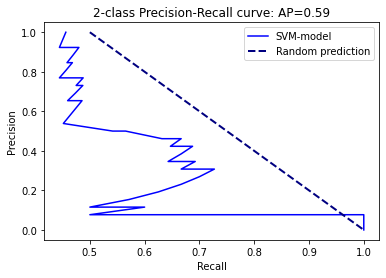 2-class Precision-Recall curve: AP=0.59
SVM-model
Random prediction
Precision
1.0
0.8
0.6
0.4
0.2
0.0
0.5 0.6 0.7 0.8 0.9 1.0
Recall